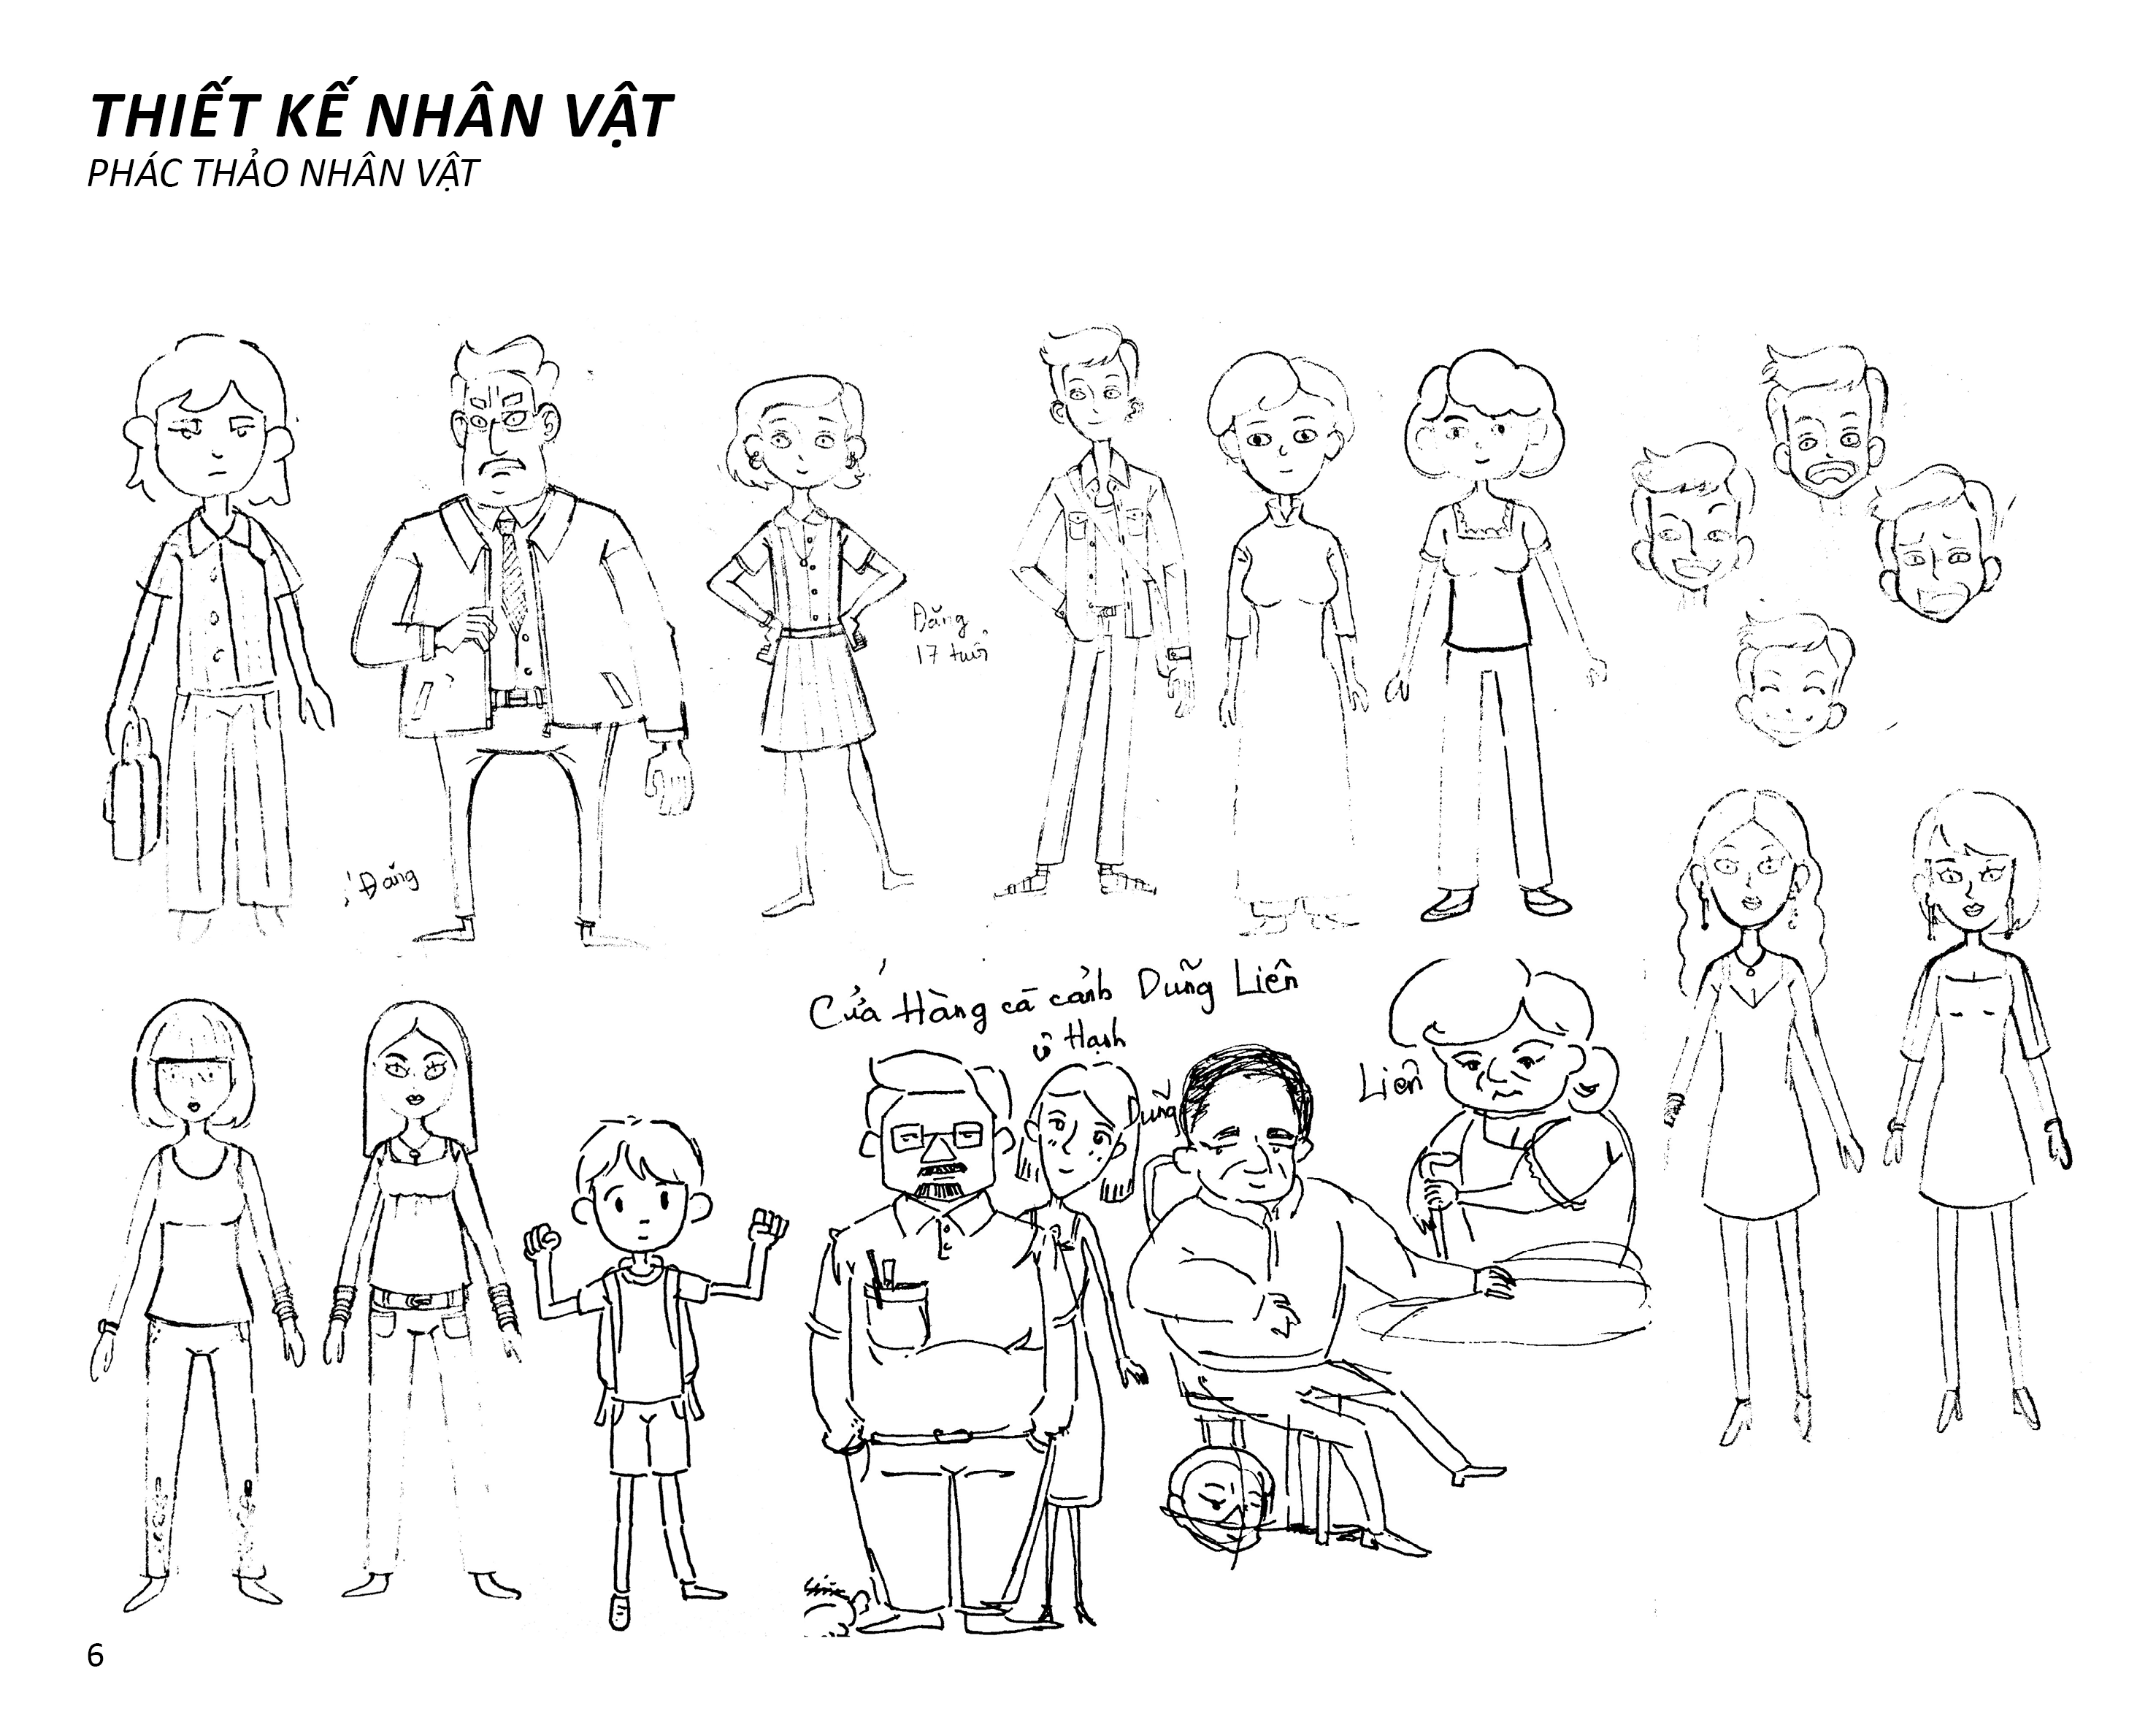 THIẾT KẾ NHÂN VẬT
PHÁC THẢO NHÂN VẬT
Đăng
17 tuổi
Đăng
Cửa Hàng cá cảnh Dũng Liên
Hạnh
Dũng
Liên
6